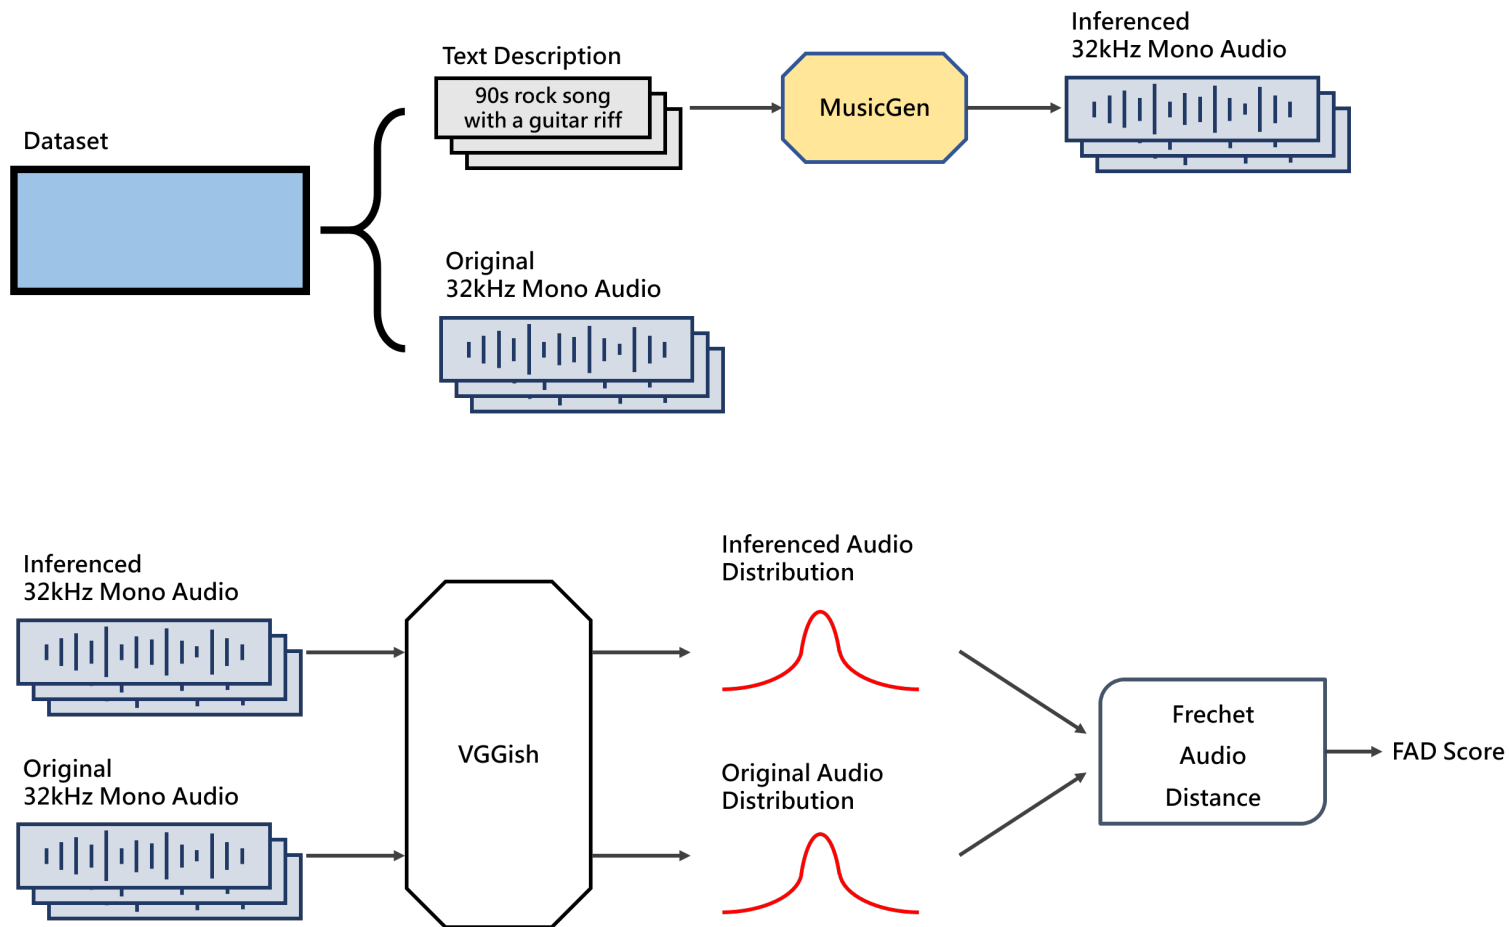 Dataset
Text Description
90s rock song
with a guitar riff
MusicGen
Inferenced
32kHz Mono Audio
Original
32kHz Mono Audio
Inferenced
32kHz Mono Audio
Original
32kHz Mono Audio
VGGish
Inferenced Audio
Distribution
Original Audio
Distribution
Frechet
Audio
Distance
FAD Score